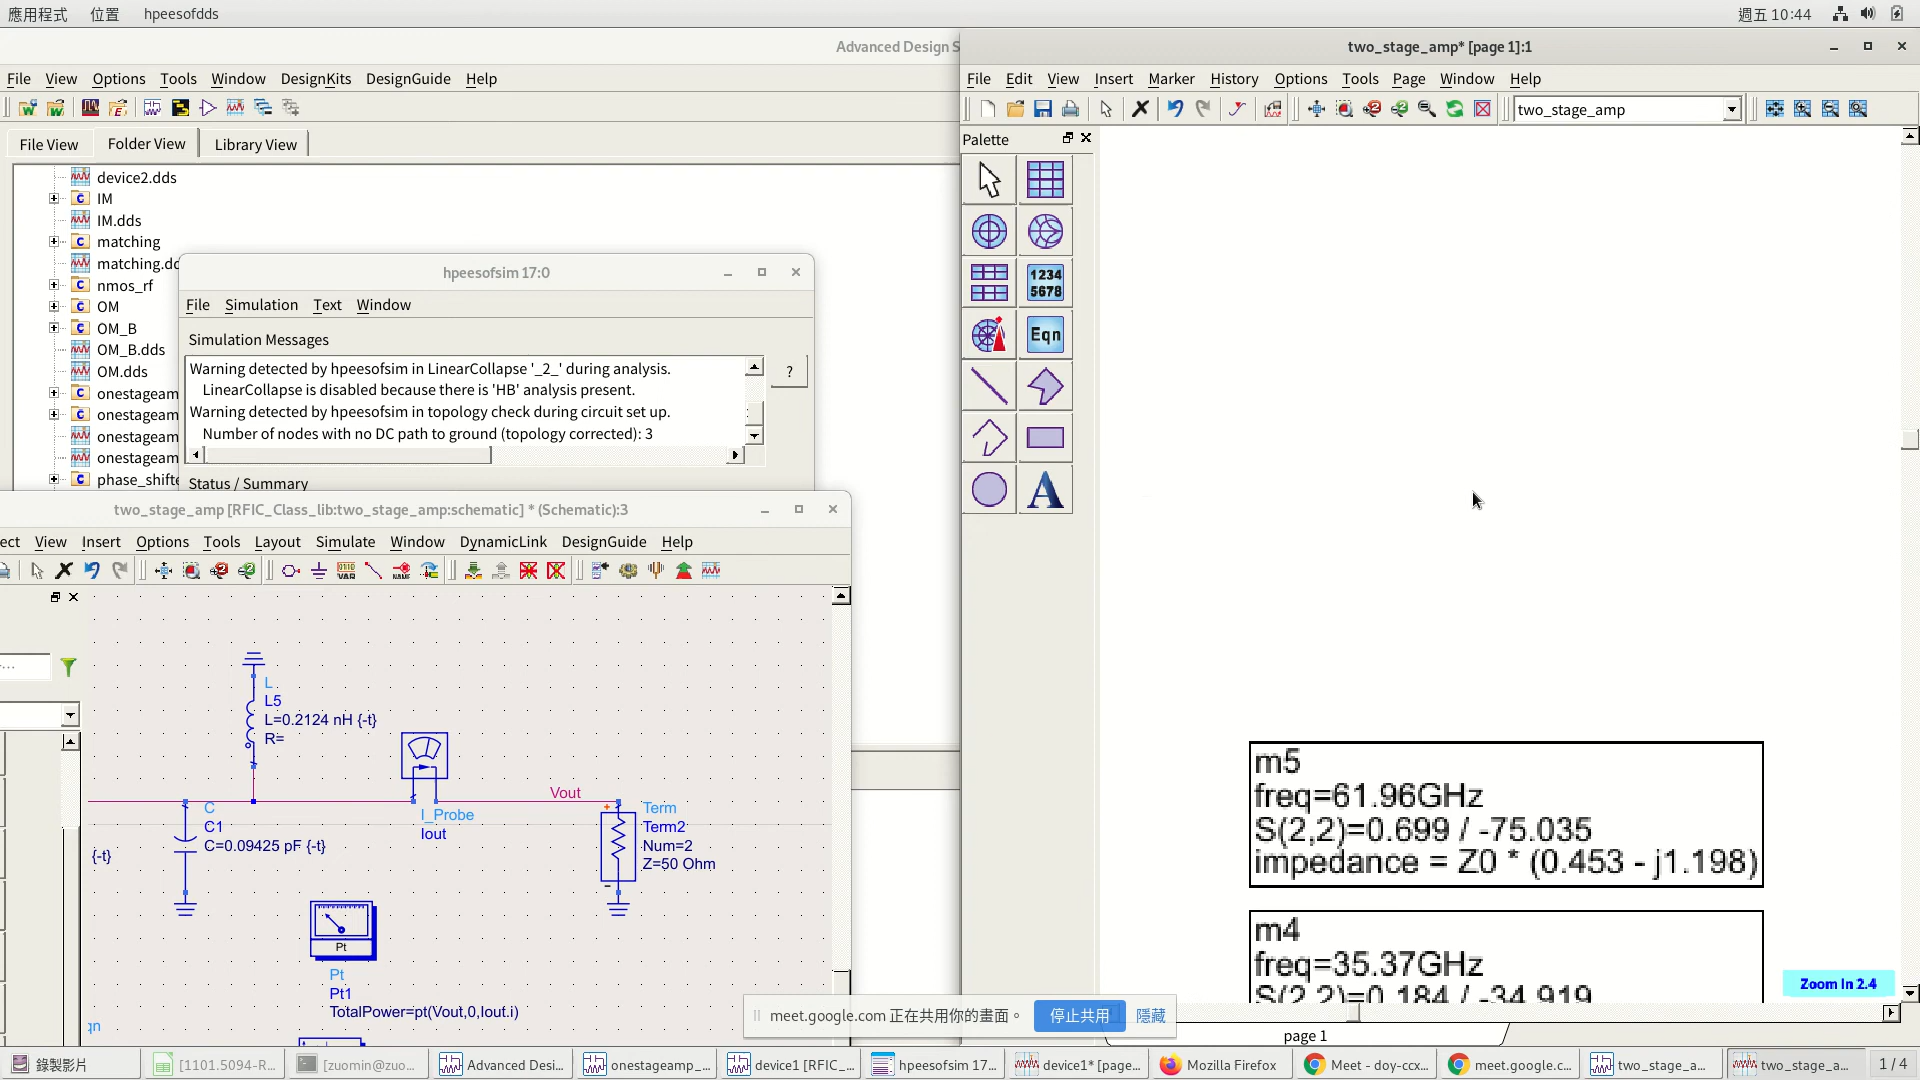 應用程式 位置 hpeesofdds 週五 10:44
Advanced Design S
File View Options Tools Window DesignKits DesignGuide Help
File View Folder View Library View
device2.dds
IM
IM.dds
matching
matching.dd
nmos_rf
OM
OM_B
OM_B.dds
OM.dds
onestageam
onestageam
onestageam
onestageam
phase_shifte
hpeesofsim 17:0
File Simulation Text Window
Simulation Messages
Warning detected by hpeesofsim in LinearCollapse '_2_' during analysis.
LinearCollapse is disabled because there is 'HB' analysis present.
Warning detected by hpeesofsim in topology check during circuit set up.
Number of nodes with no DC path to ground (topology corrected): 3
?
Status / Summary
two_stage_amp [RFIC_Class_lib:two_stage_amp:schematic] * (Schematic):3
ect View Insert Options Tools Layout Simulate Window DynamicLink DesignGuide Help
L
L5
L=0.2124 nH {-t}
R=
C
C1
C=0.09425 pF {-t}
{-t}
I_Probe
Iout
Vout
Term
Term2
Num=2
Z=50 Ohm
Pt
Pt
Pt1
TotalPower=pt(Vout,0,Iout.i)
qn
two_stage_amp* [page 1]:1
File Edit View Insert Marker History Options Tools Page Window Help
two_stage_amp
Palette
1234
5678
Eqn
A
m5
freq=61.96GHz
S(2,2)=0.699 / -75.035
impedance = Z0 * (0.453 - j1.198)
m4
freq=35.37GHz
S(2,2)=0.184 / -34.919
Zoom In 2.4
page 1
meet.google.com 正在共用你的畫面。 停止共用 隱藏
錄製影片 [1101.5094-R... [zuomin@zuo... Advanced Desi... onestageamp_... device1 [RFIC_... hpeesofsim 17... device1* [page... Mozilla Firefox Meet - doy-ccx... meet.google.c... two_stage_a... two_stage_a... 1 / 4